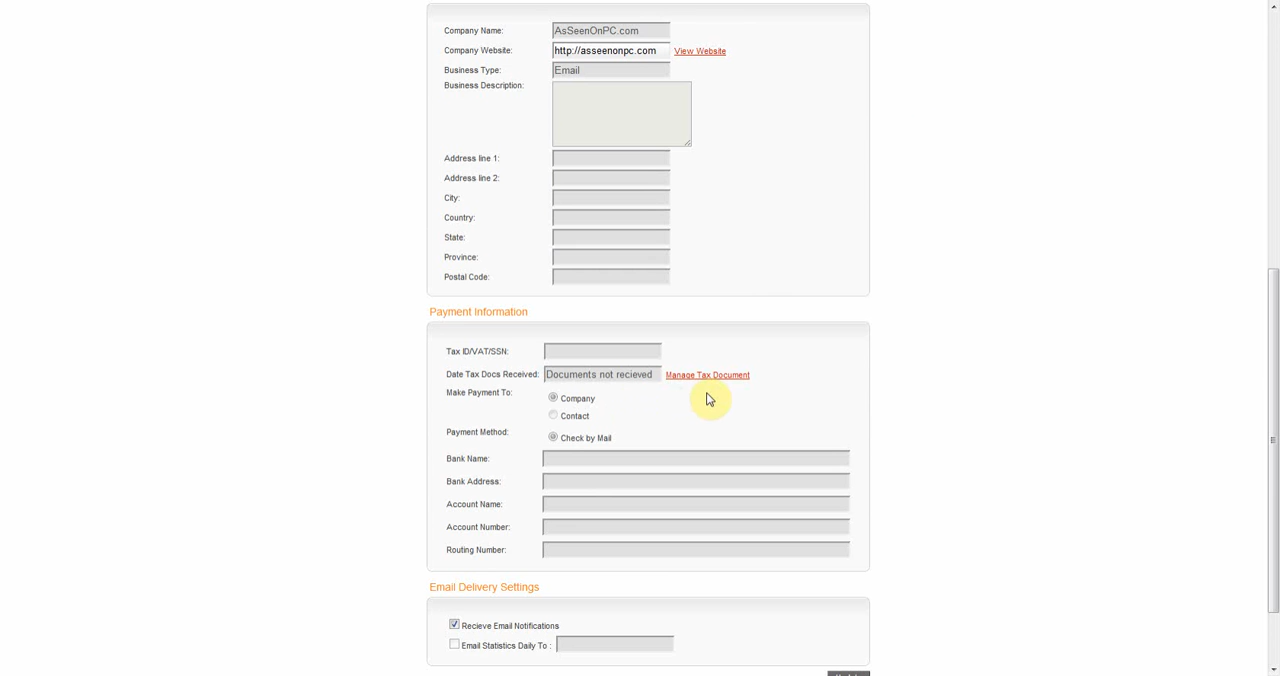 Company Name: AsSeenOnPC.com
Company Website: http://asseenonpc.com View Website
Business Type: Email
Business Description:
Address line 1:
Address line 2:
City:
Country:
State:
Province:
Postal Code:
Payment Information
Tax ID/VAT/SSN:
Date Tax Docs Received: Documents not recieved Manage Tax Document
Make Payment To: Company
Contact
Payment Method: Check by Mail
Bank Name:
Bank Address:
Account Name:
Account Number:
Routing Number:
Email Delivery Settings
Recieve Email Notifications
Email Statistics Daily To :